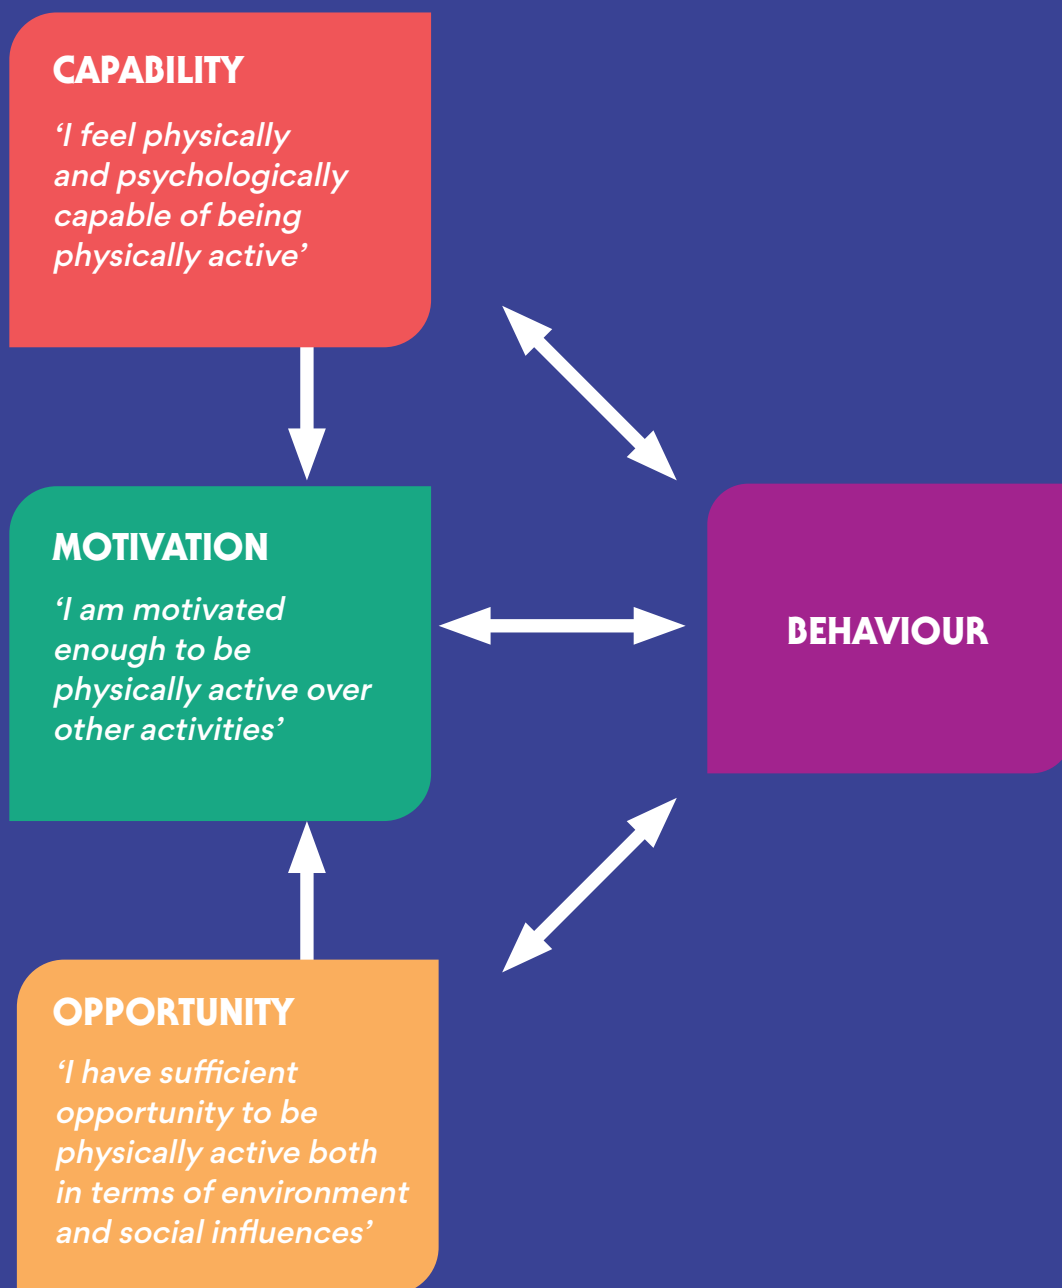 CAPABILITY
‘I feel physically
and psychologically
capable of being
physically active’
MOTIVATION
‘I am motivated
enough to be
physically active over
other activities’
BEHAVIOUR
OPPORTUNITY
‘I have sufficient
opportunity to be
physically active both
in terms of environment
and social influences’